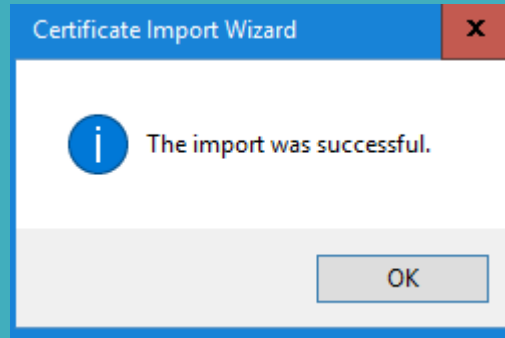 Certificate Import Wizard
The import was successful.
OK